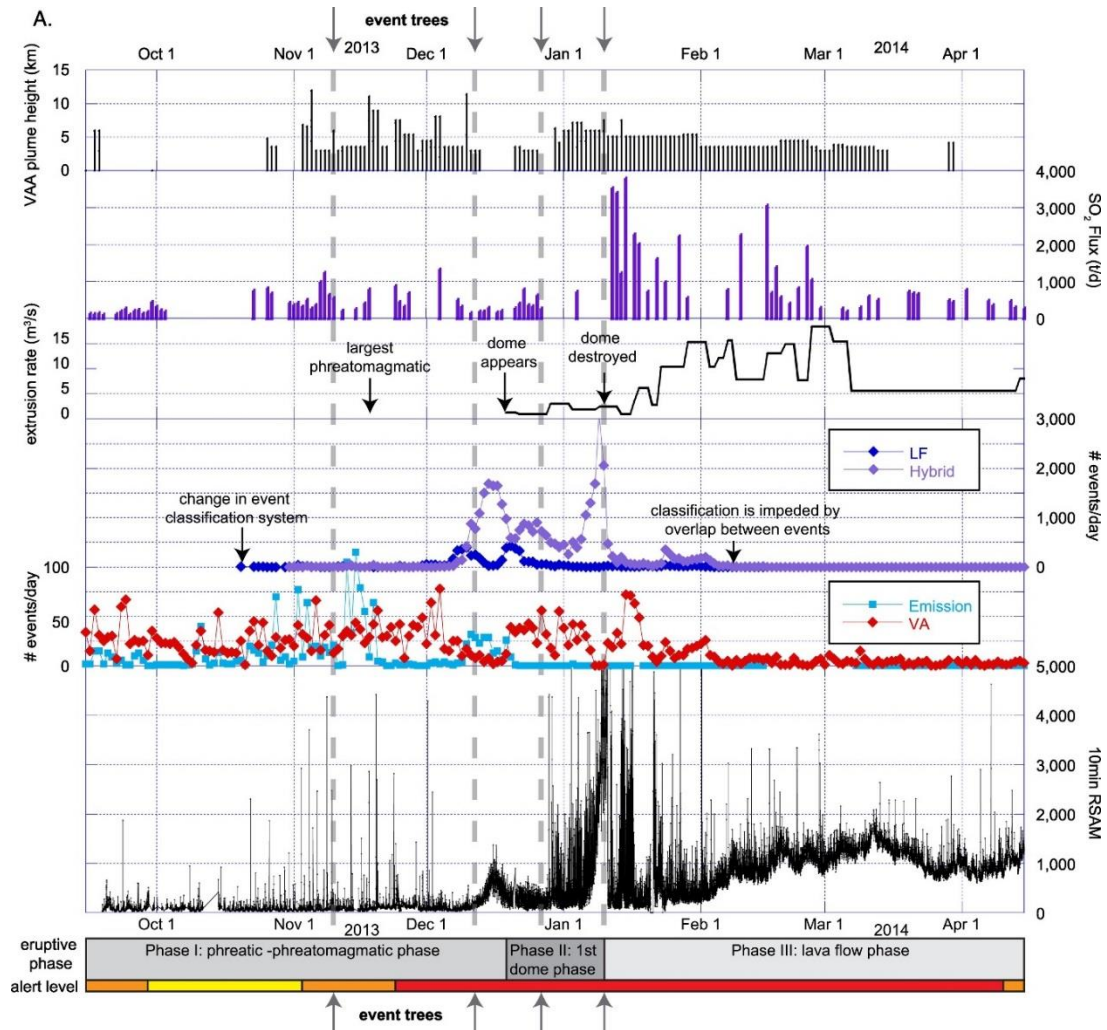 A.
event trees
Oct 1
Nov 1
2013
Dec 1
Jan 1
Feb 1
Mar 1
2014
Apr 1
VAA plume height (km)
15
10
5
0
SO2 Flux (t/d)
4,000
3,000
2,000
1,000
0
extrusion rate (m³/s)
15
10
5
0
largest
phreatomagmatic
dome
appears
dome
destroyed
3,000
2,000
1,000
0
# events/day
LF
Hybrid
change in event
classification system
classification is impeded by
overlap between events
100
50
0
# events/day
Emission
VA
5,000
4,000
3,000
2,000
1,000
0
10min RSAM
Oct 1
Nov 1
2013
Dec 1
Jan 1
Feb 1
Mar 1
2014
Apr 1
eruptive
phase
Phase I: phreatic -phreatomagmatic phase
Phase II: 1st
dome phase
Phase III: lava flow phase
alert level
event trees